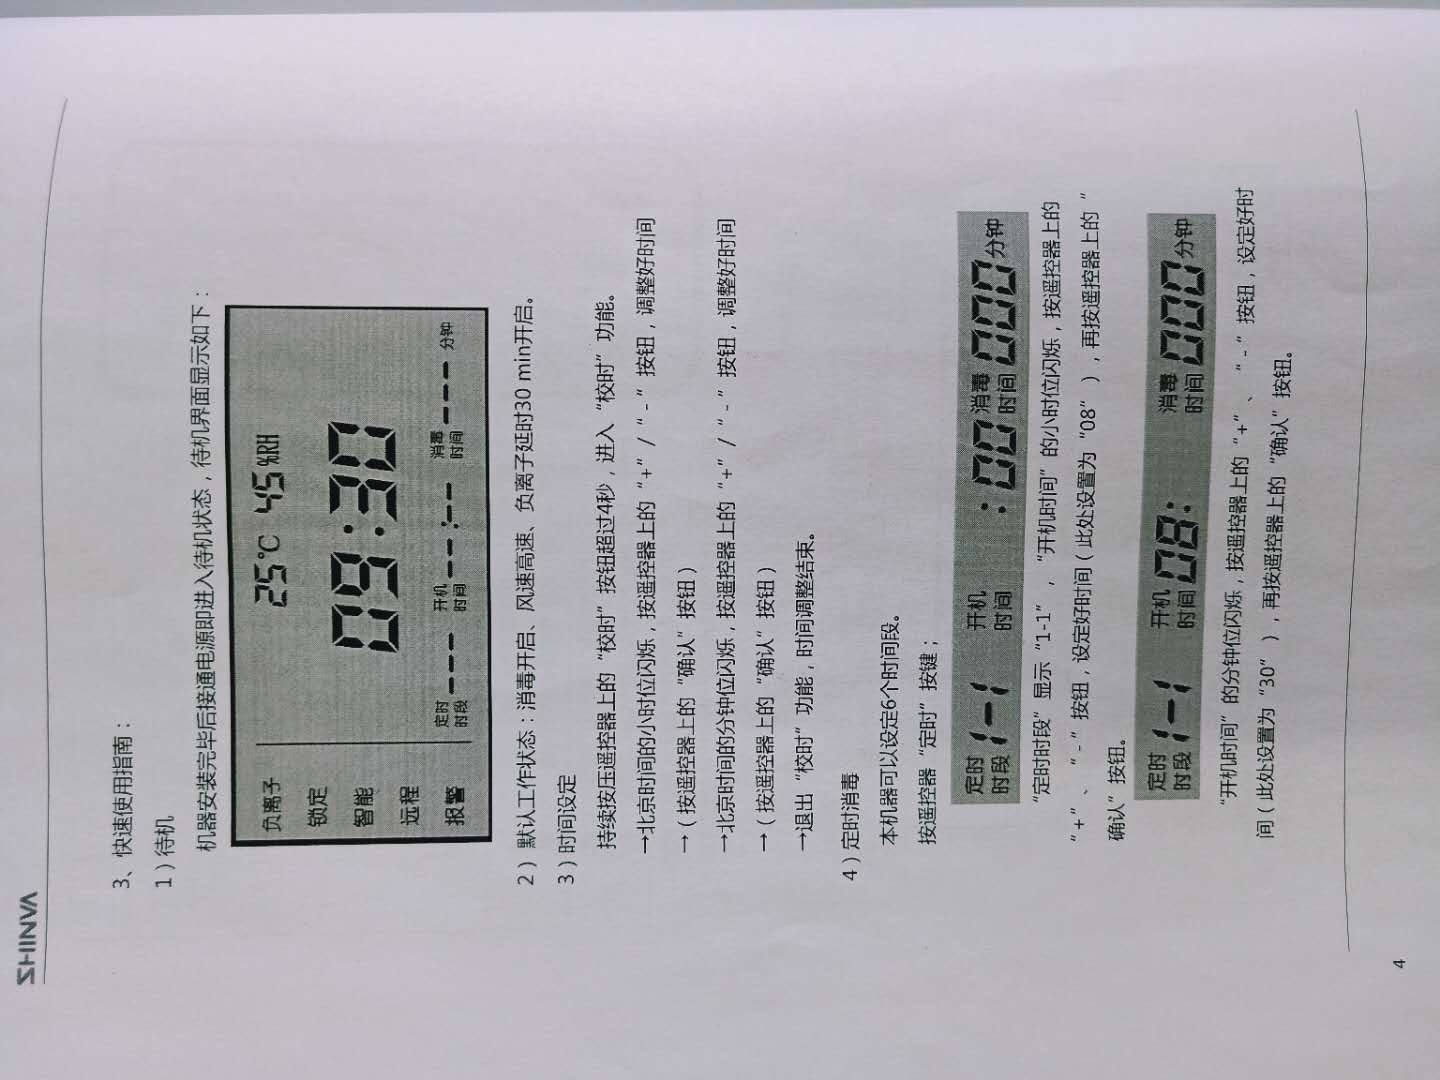 SHINVA
3、快速使用指南：
1）待机
机器安装完毕后接通电源即进入待机状态，待机界面显示如下：
负离子
锁定
智能
远程
报警
25℃ 45%RH
09:30
定时时段 --- 开机时间 --:-- 消毒时间 --- 分钟
2）默认工作状态：消毒开启、风速高速、负离子延时30 min开启。
3）时间设定
持续按压遥控器上的“校时”按钮超过4秒，进入“校时”功能。
→北京时间的小时位闪烁，按遥控器上的“+”/“-”按钮，调整好时间
→（按遥控器上的“确认”按钮）
→北京时间的分钟位闪烁，按遥控器上的“+”/“-”按钮，调整好时间
→（按遥控器上的“确认”按钮）
→退出“校时”功能，时间调整结束。
4）定时消毒
本机器可以设定6个时间段。
按遥控器“定时”按键；
定时时段 1-1 开机时间 :00 消毒时间 000 分钟
“定时时段”显示“1-1”，“开机时间”的小时位闪烁，按遥控器上的
“+”、“-”按钮，设定好时间（此处设置为“08”），再按遥控器上的“
确认”按钮。
定时时段 1-1 开机时间 08: 消毒时间 000 分钟
“开机时间”的分钟位闪烁，按遥控器上的“+”、“-”按钮，设定好时
间（此处设置为“30”），再按遥控器上的“确认”按钮。
4